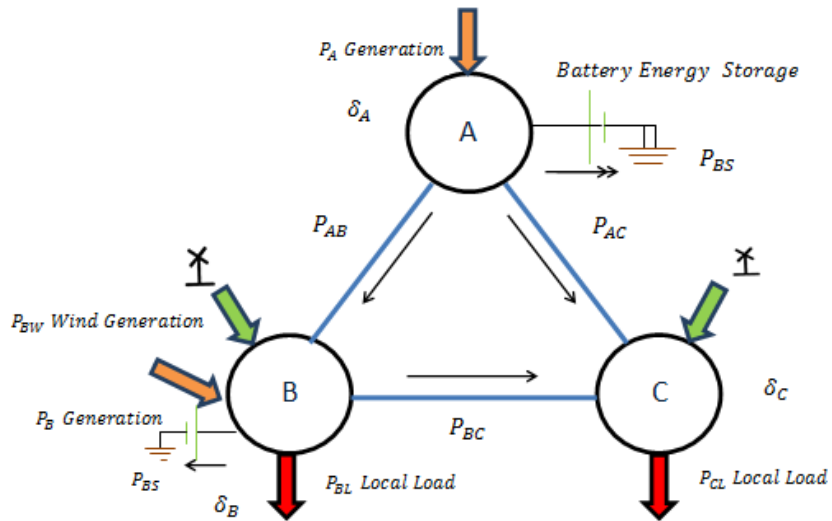 P_A Generation
Battery Energy Storage
δ_A
A
P_BS
P_AB
P_AC
P_BW Wind Generation
B
C
δ_C
P_B Generation
P_BC
P_BS
P_BL Local Load
P_CL Local Load
δ_B